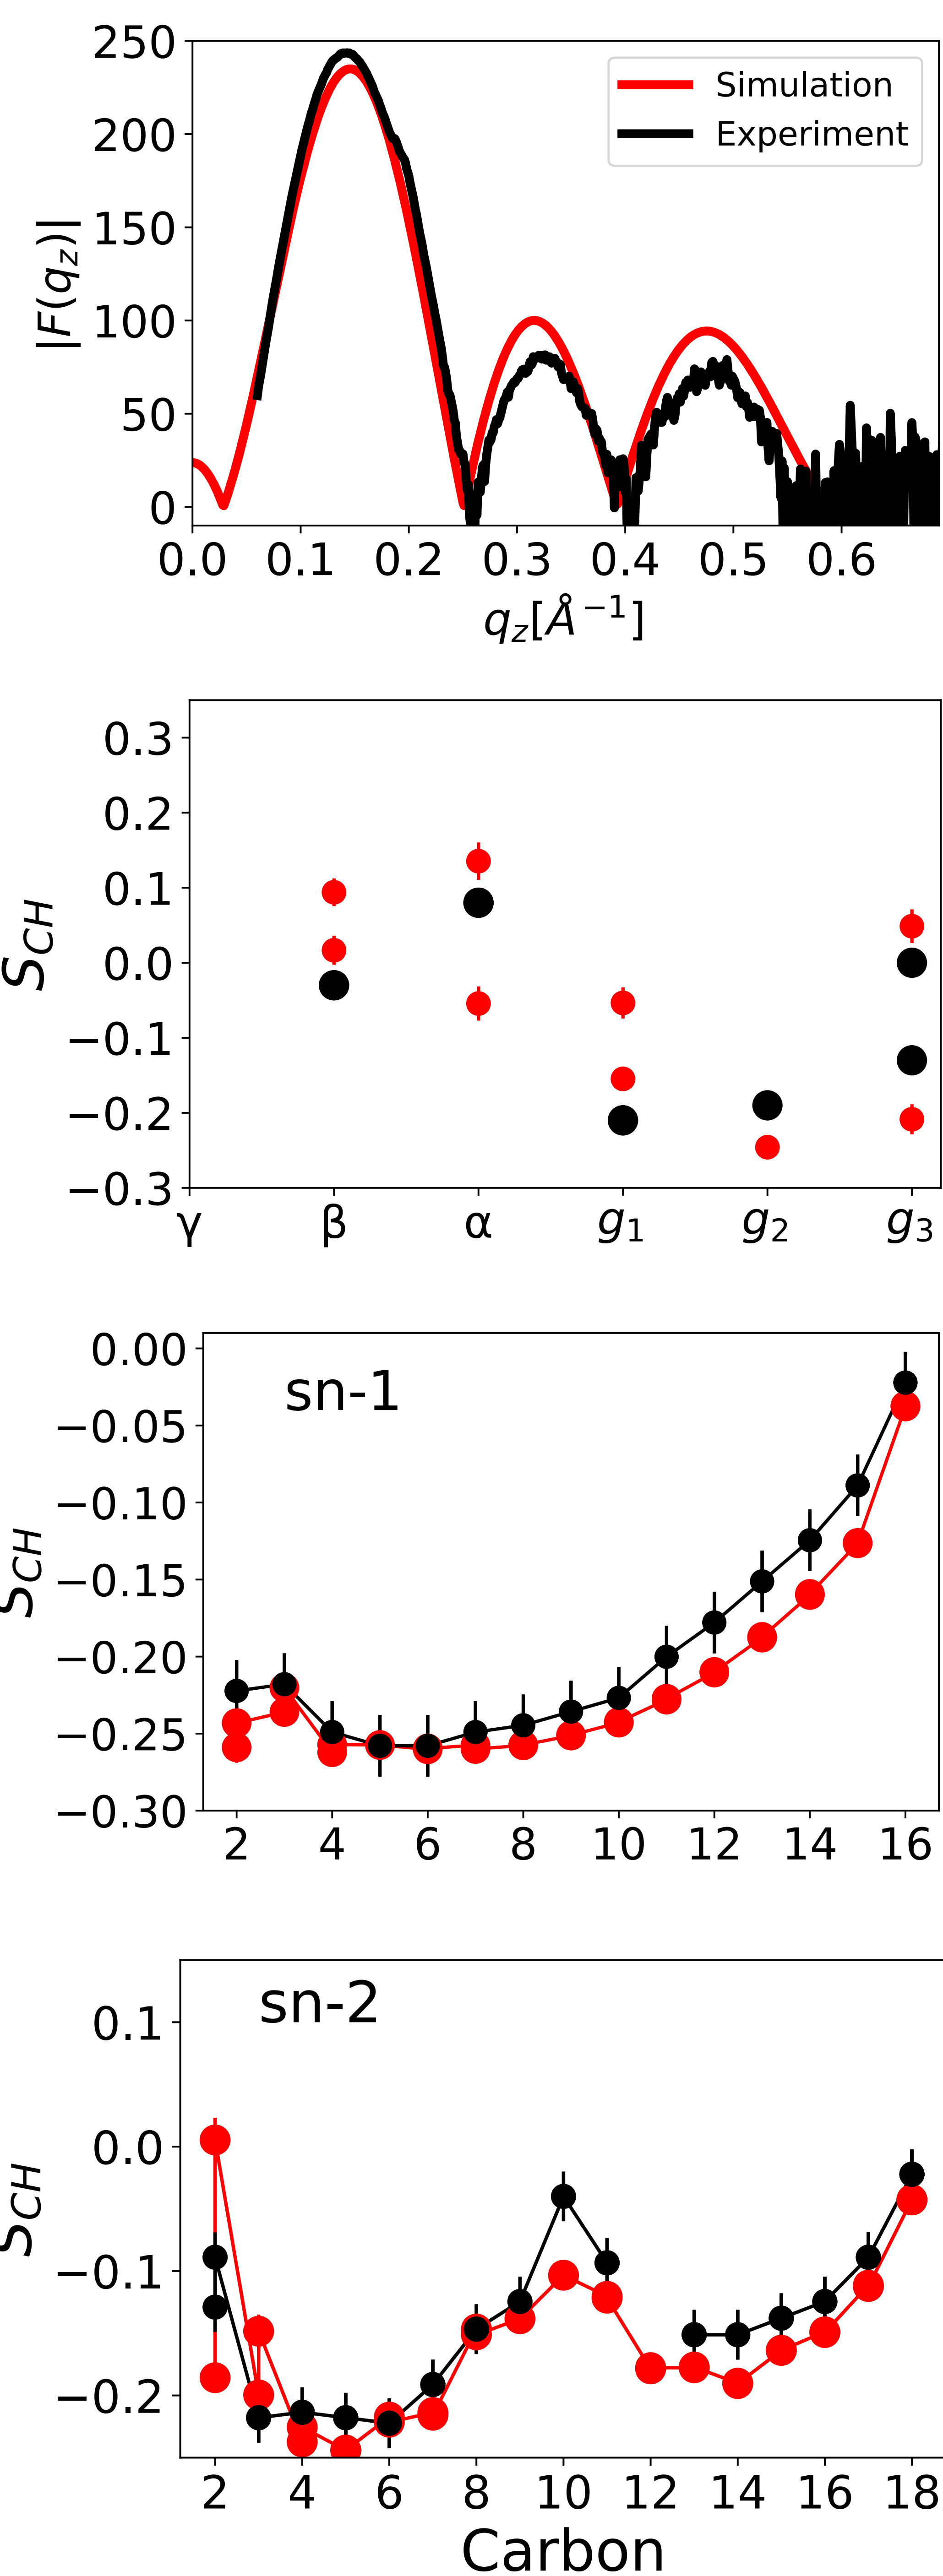 250
200
150
100
50
0
|F(q_z)|
Simulation
Experiment
0.0 0.1 0.2 0.3 0.4 0.5 0.6
q_z[Å⁻¹]
0.3
0.2
0.1
0.0
−0.1
−0.2
−0.3
S_CH
γ β α g₁ g₂ g₃
0.00
−0.05
−0.10
−0.15
−0.20
−0.25
−0.30
S_CH
sn-1
2 4 6 8 10 12 14 16
0.1
0.0
−0.1
−0.2
S_CH
sn-2
2 4 6 8 10 12 14 16 18
Carbon